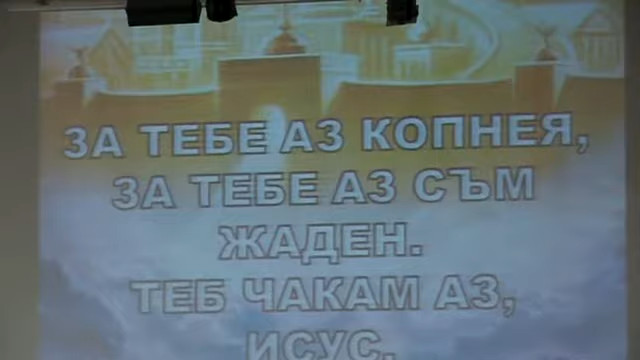 ЗА ТЕБЕ АЗ КОПНЕЯ,
ЗА ТЕБЕ АЗ СЪМ
ЖАДЕН.
ТЕБ ЧАКАМ АЗ,
ИСУС.